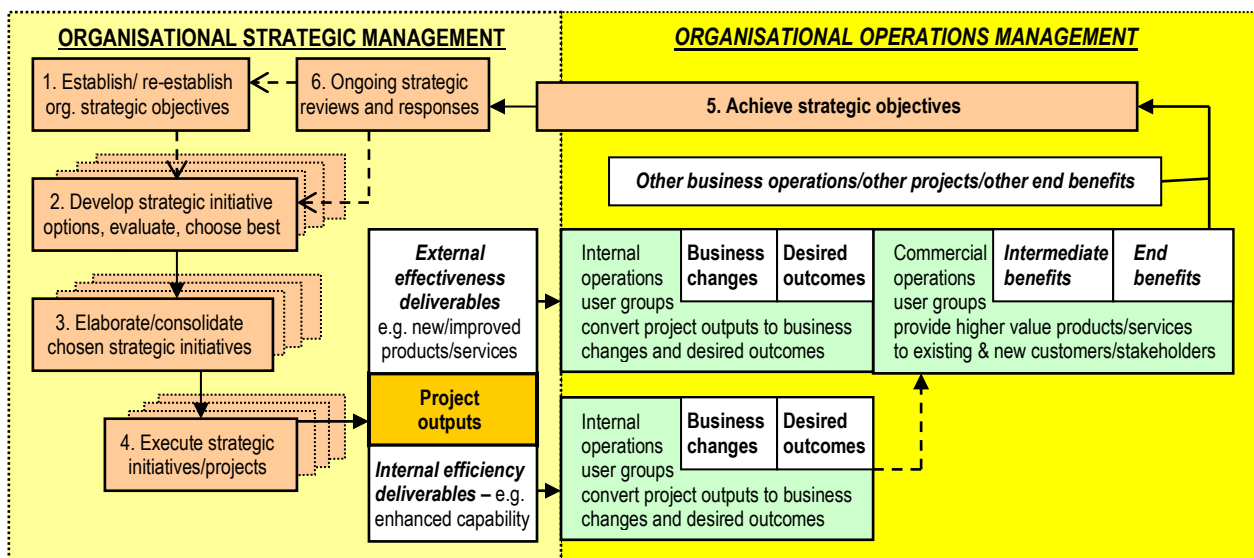 ORGANISATIONAL STRATEGIC MANAGEMENT
1. Establish/ re-establish
org. strategic objectives
6. Ongoing strategic
reviews and responses
2. Develop strategic initiative
options, evaluate, choose best
3. Elaborate/consolidate
chosen strategic initiatives
4. Execute strategic
initiatives/projects
External
effectiveness
deliverables
e.g. new/improved
products/services
Project
outputs
Internal efficiency
deliverables – e.g.
enhanced capability
ORGANISATIONAL OPERATIONS MANAGEMENT
5. Achieve strategic objectives
Other business operations/other projects/other end benefits
Internal
operations
user groups
Business
changes
Desired
outcomes
convert project outputs to business
changes and desired outcomes
Commercial
operations
user groups
Intermediate
benefits
End
benefits
provide higher value products/services
to existing & new customers/stakeholders
Internal
operations
user groups
Business
changes
Desired
outcomes
convert project outputs to business
changes and desired outcomes